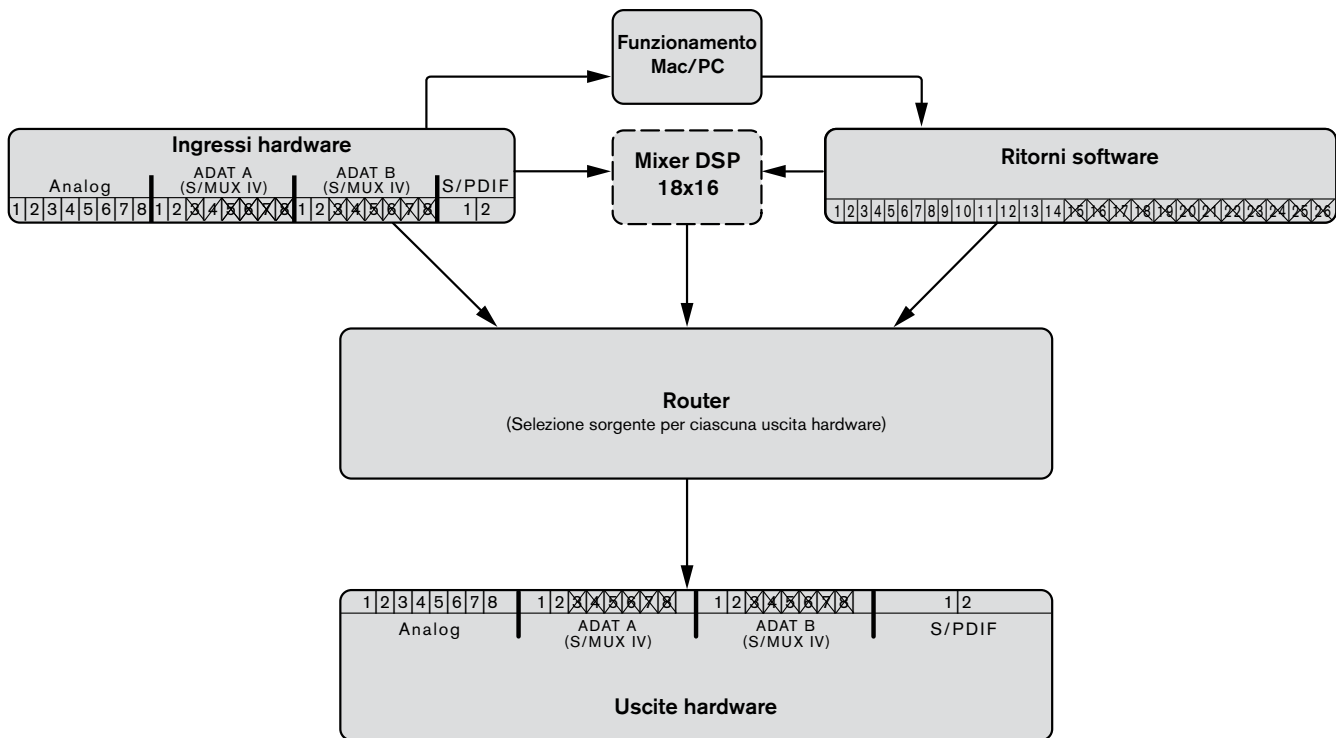 Funzionamento
Mac/PC
Ingressi hardware
Analog
ADAT A
(S/MUX IV)
ADAT B
(S/MUX IV)
S/PDIF
1 2 3 4 5 6 7 8 1 2 3 4 5 6 7 8 1 2 3 4 5 6 7 8 1 2
Mixer DSP
18x16
Ritorni software
1 2 3 4 5 6 7 8 9 10 11 12 13 14 15 16 17 18 19 20 21 22 23 24 25 26
Router
(Selezione sorgente per ciascuna uscita hardware)
1 2 3 4 5 6 7 8 1 2 3 4 5 6 7 8 1 2 3 4 5 6 7 8 1 2
Analog
ADAT A
(S/MUX IV)
ADAT B
(S/MUX IV)
S/PDIF
Uscite hardware